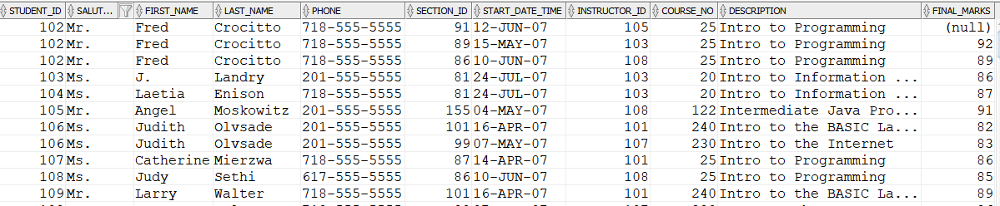 STUDENT_ID SALUT... FIRST_NAME LAST_NAME PHONE SECTION_ID START_DATE_TIME INSTRUCTOR_ID COURSE_NO DESCRIPTION FINAL_MARKS
102 Mr. Fred Crocitto 718-555-5555 91 12-JUN-07 105 25 Intro to Programming (null)
102 Mr. Fred Crocitto 718-555-5555 89 15-MAY-07 103 25 Intro to Programming 92
102 Mr. Fred Crocitto 718-555-5555 86 10-JUN-07 108 25 Intro to Programming 89
103 Ms. J. Landry 201-555-5555 81 24-JUL-07 103 20 Intro to Information ... 86
104 Ms. Laetia Enison 718-555-5555 81 24-JUL-07 103 20 Intro to Information ... 87
105 Mr. Angel Moskowitz 201-555-5555 155 04-MAY-07 108 122 Intermediate Java Pro... 91
106 Ms. Judith Olvsade 201-555-5555 101 16-APR-07 101 240 Intro to the BASIC La... 82
106 Ms. Judith Olvsade 201-555-5555 99 07-MAY-07 107 230 Intro to the Internet 83
107 Ms. Catherine Mierzwa 718-555-5555 87 14-APR-07 101 25 Intro to Programming 86
108 Ms. Judy Sethi 617-555-5555 86 10-JUN-07 108 25 Intro to Programming 85
109 Mr. Larry Walter 718-555-5555 101 16-APR-07 101 240 Intro to the BASIC La... 89